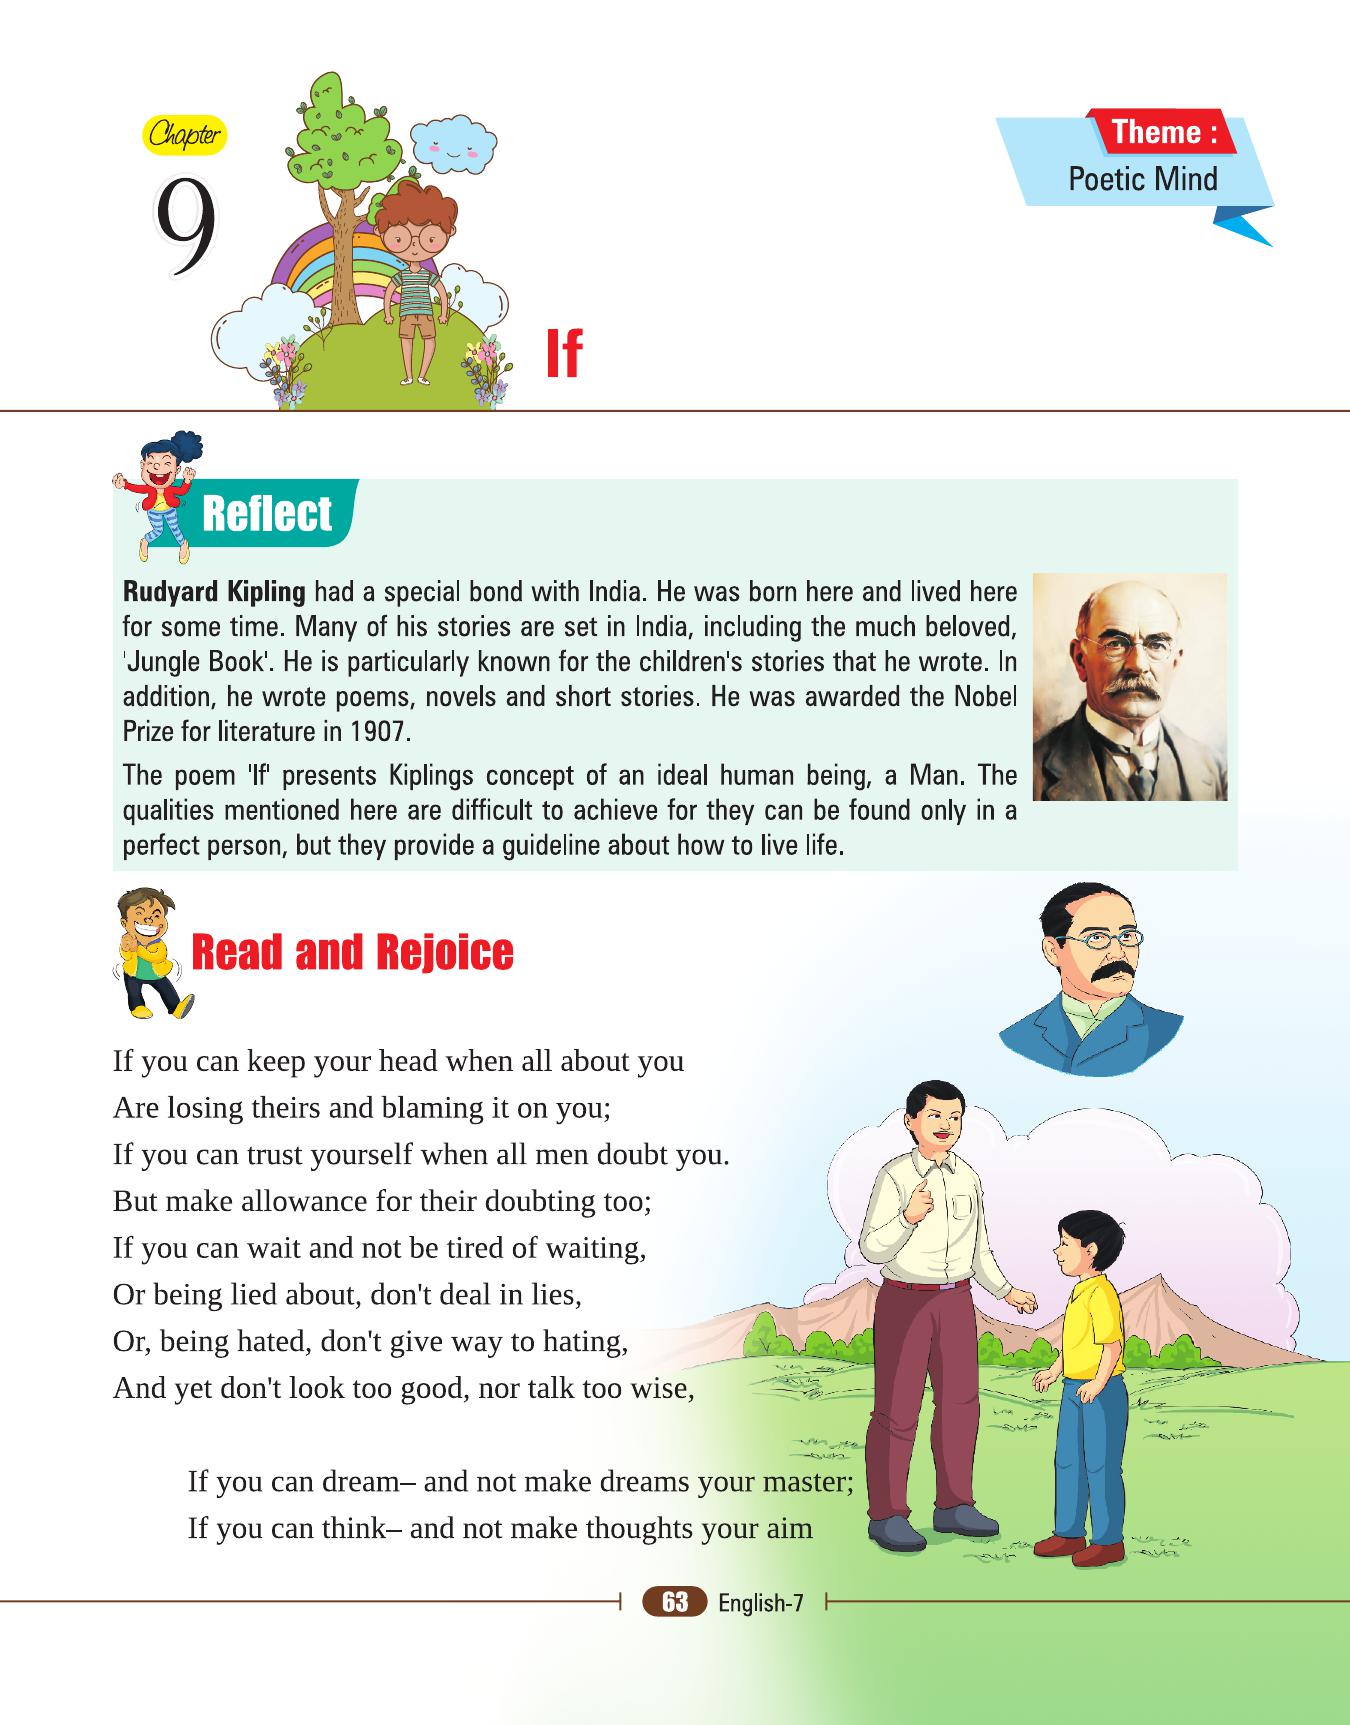 Chapter
9
Theme :
Poetic Mind
If
Reflect
Rudyard Kipling had a special bond with India. He was born here and lived here
for some time. Many of his stories are set in India, including the much beloved,
'Jungle Book'. He is particularly known for the children's stories that he wrote. In
addition, he wrote poems, novels and short stories. He was awarded the Nobel
Prize for literature in 1907.
The poem 'If' presents Kiplings concept of an ideal human being, a Man. The
qualities mentioned here are difficult to achieve for they can be found only in a
perfect person, but they provide a guideline about how to live life.
Read and Rejoice
If you can keep your head when all about you
Are losing theirs and blaming it on you;
If you can trust yourself when all men doubt you.
But make allowance for their doubting too;
If you can wait and not be tired of waiting,
Or being lied about, don't deal in lies,
Or, being hated, don't give way to hating,
And yet don't look too good, nor talk too wise,
If you can dream– and not make dreams your master;
If you can think– and not make thoughts your aim
63 English-7